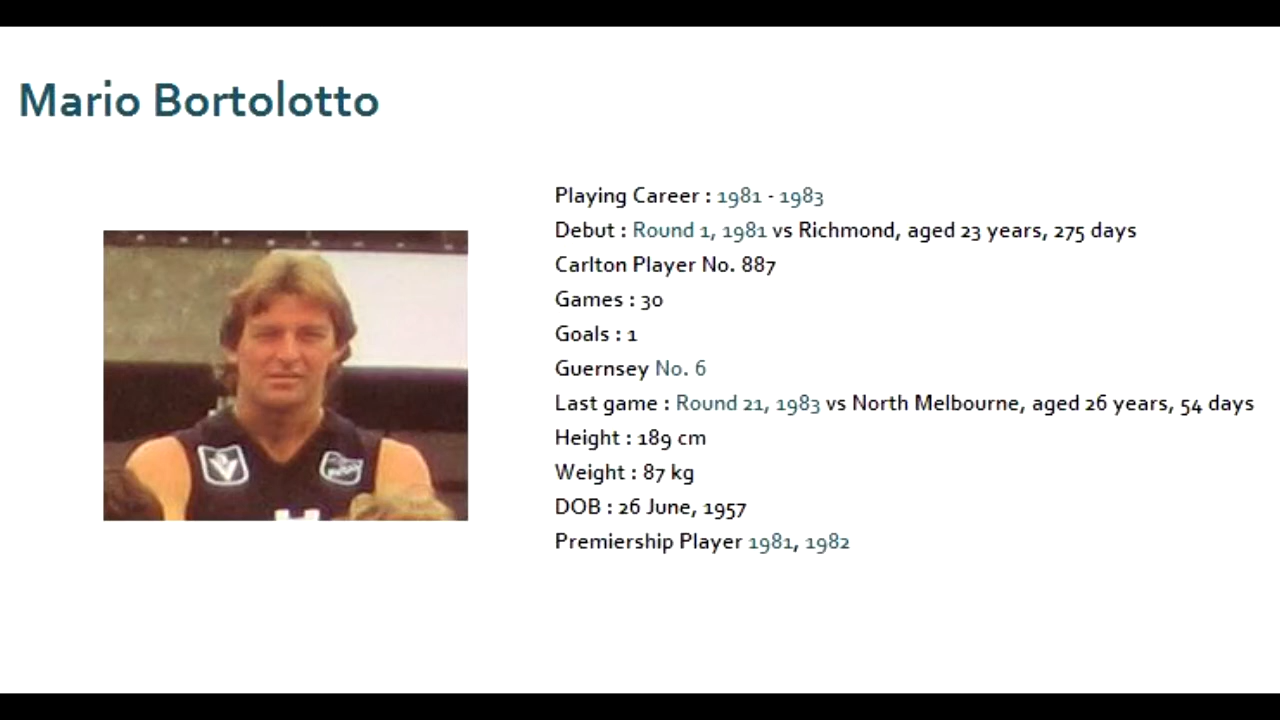 Mario Bortolotto
Playing Career : 1981 - 1983
Debut : Round 1, 1981 vs Richmond, aged 23 years, 275 days
Carlton Player No. 887
Games : 30
Goals : 1
Guernsey No. 6
Last game : Round 21, 1983 vs North Melbourne, aged 26 years, 54 days
Height : 189 cm
Weight : 87 kg
DOB : 26 June, 1957
Premiership Player 1981, 1982